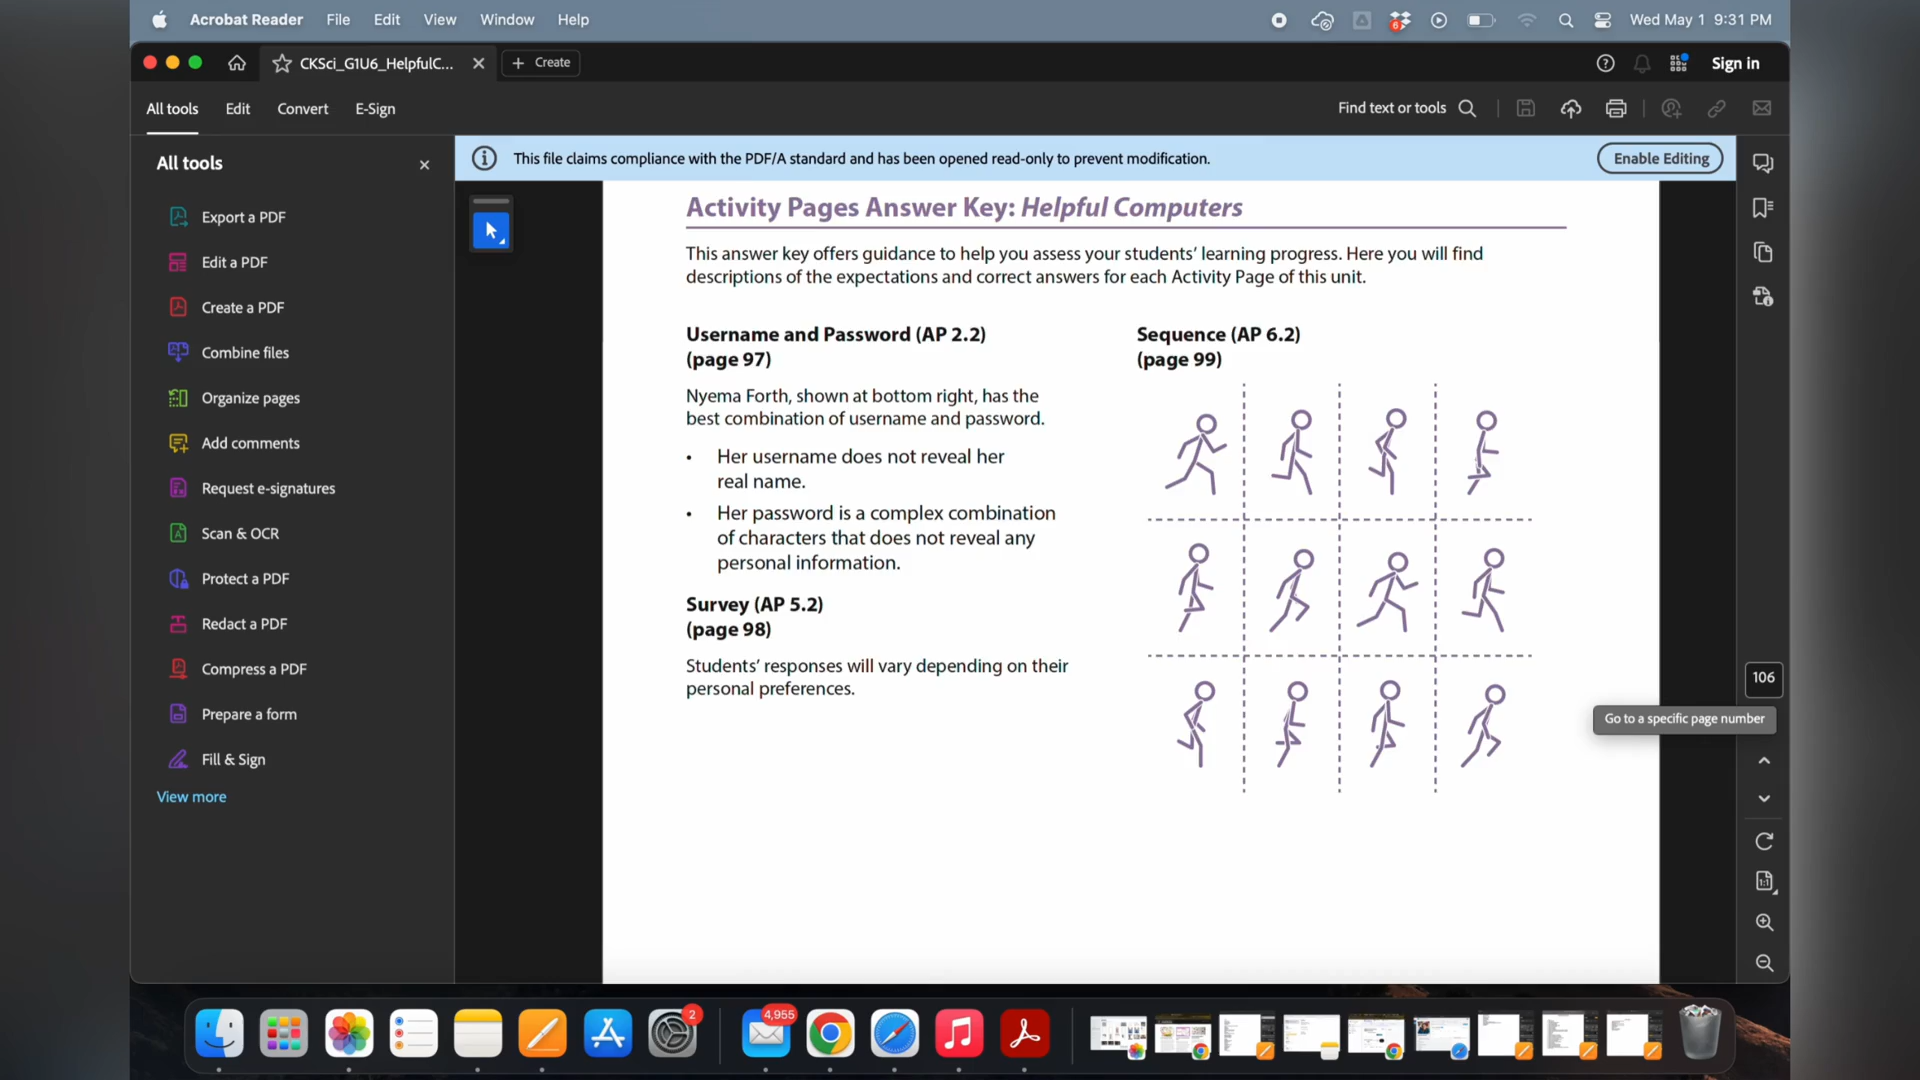 Acrobat Reader File Edit View Window Help
6
Wed May 1 9:31 PM
CKSci_G1U6_HelpfulC...
+ Create
Sign in
All tools Edit Convert E-Sign
Find text or tools
All tools
This file claims compliance with the PDF/A standard and has been opened read-only to prevent modification.
Enable Editing
Export a PDF
Edit a PDF
Create a PDF
Combine files
Organize pages
Add comments
Request e-signatures
Scan & OCR
Protect a PDF
Redact a PDF
Compress a PDF
Prepare a form
Fill & Sign
View more
Activity Pages Answer Key: Helpful Computers
This answer key offers guidance to help you assess your students’ learning progress. Here you will find
descriptions of the expectations and correct answers for each Activity Page of this unit.
Username and Password (AP 2.2)
(page 97)
Nyema Forth, shown at bottom right, has the
best combination of username and password.
• Her username does not reveal her
real name.
• Her password is a complex combination
of characters that does not reveal any
personal information.
Survey (AP 5.2)
(page 98)
Students’ responses will vary depending on their
personal preferences.
Sequence (AP 6.2)
(page 99)
106
Go to a specific page number
1:1
2
4,955